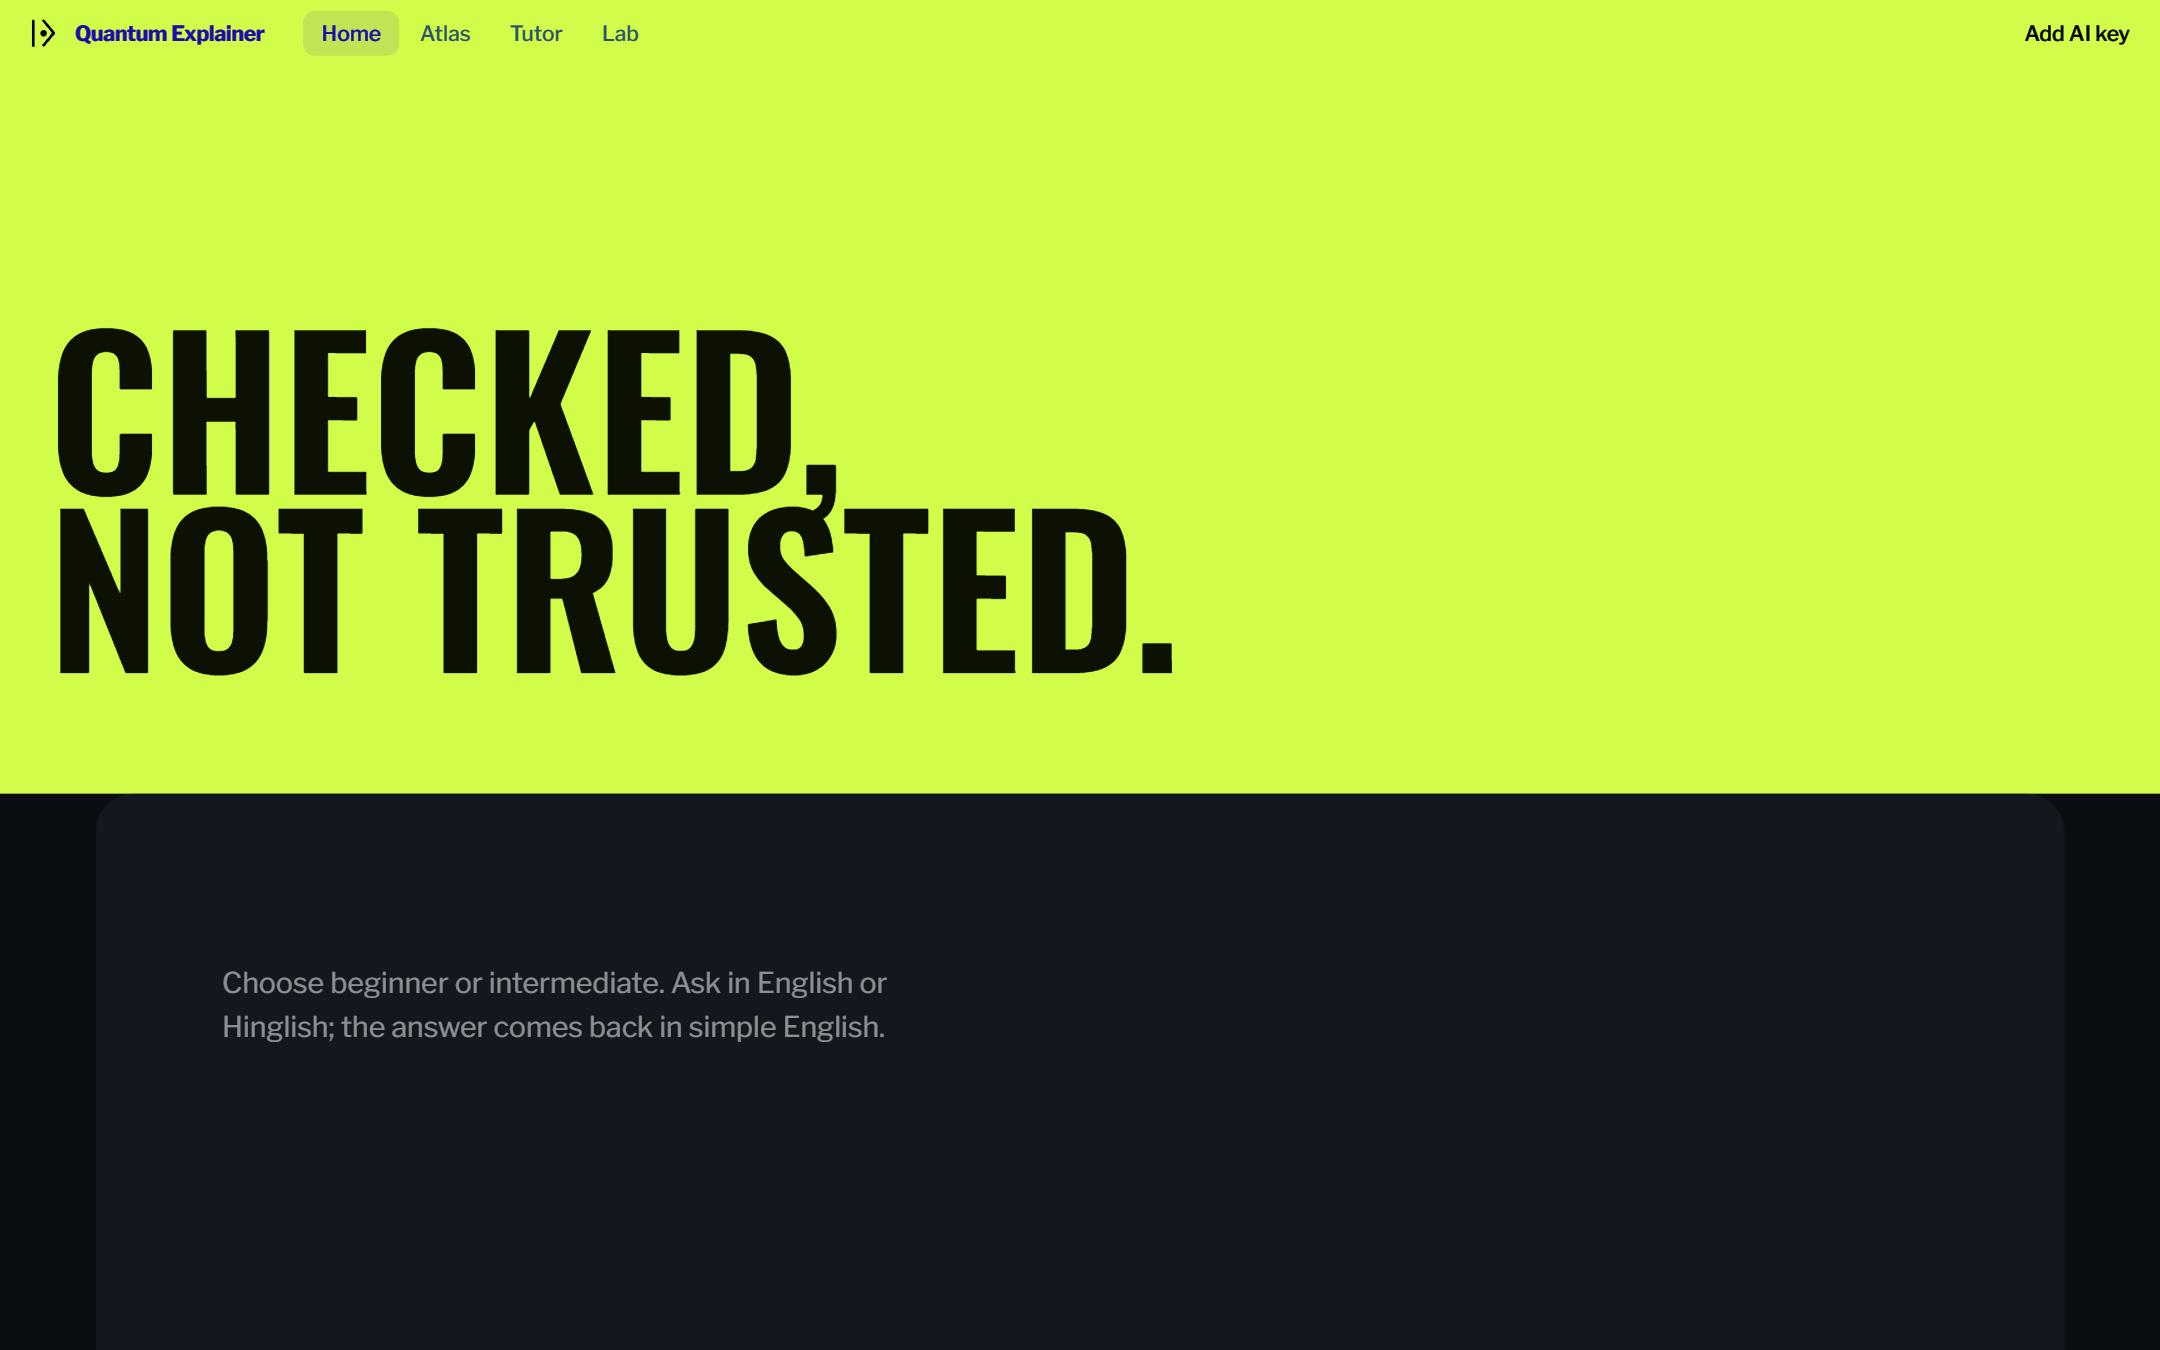 Quantum Explainer Home Atlas Tutor Lab Add AI key
CHECKED,
NOT TRUSTED.
Choose beginner or intermediate. Ask in English or
Hinglish; the answer comes back in simple English.